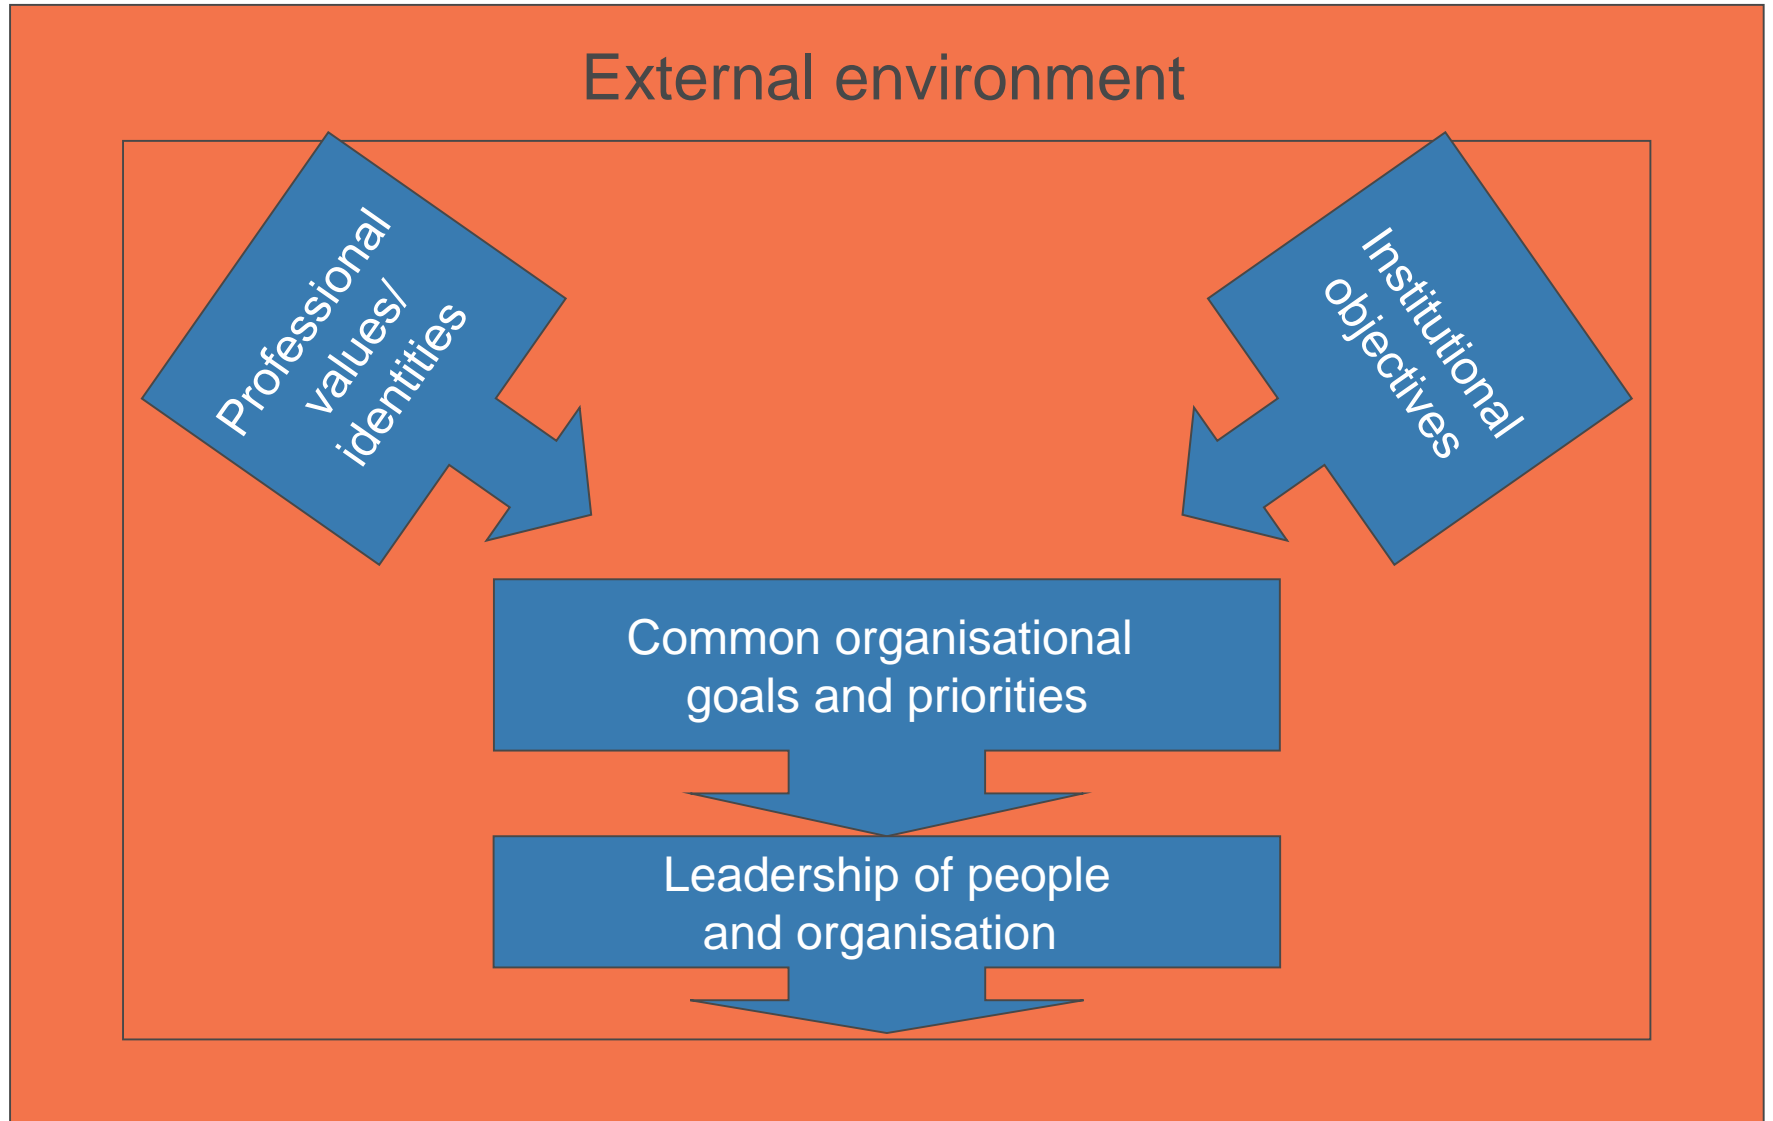 External environment
Professional
values/
identities
Institutional
objectives
Common organisational
goals and priorities
Leadership of people
and organisation